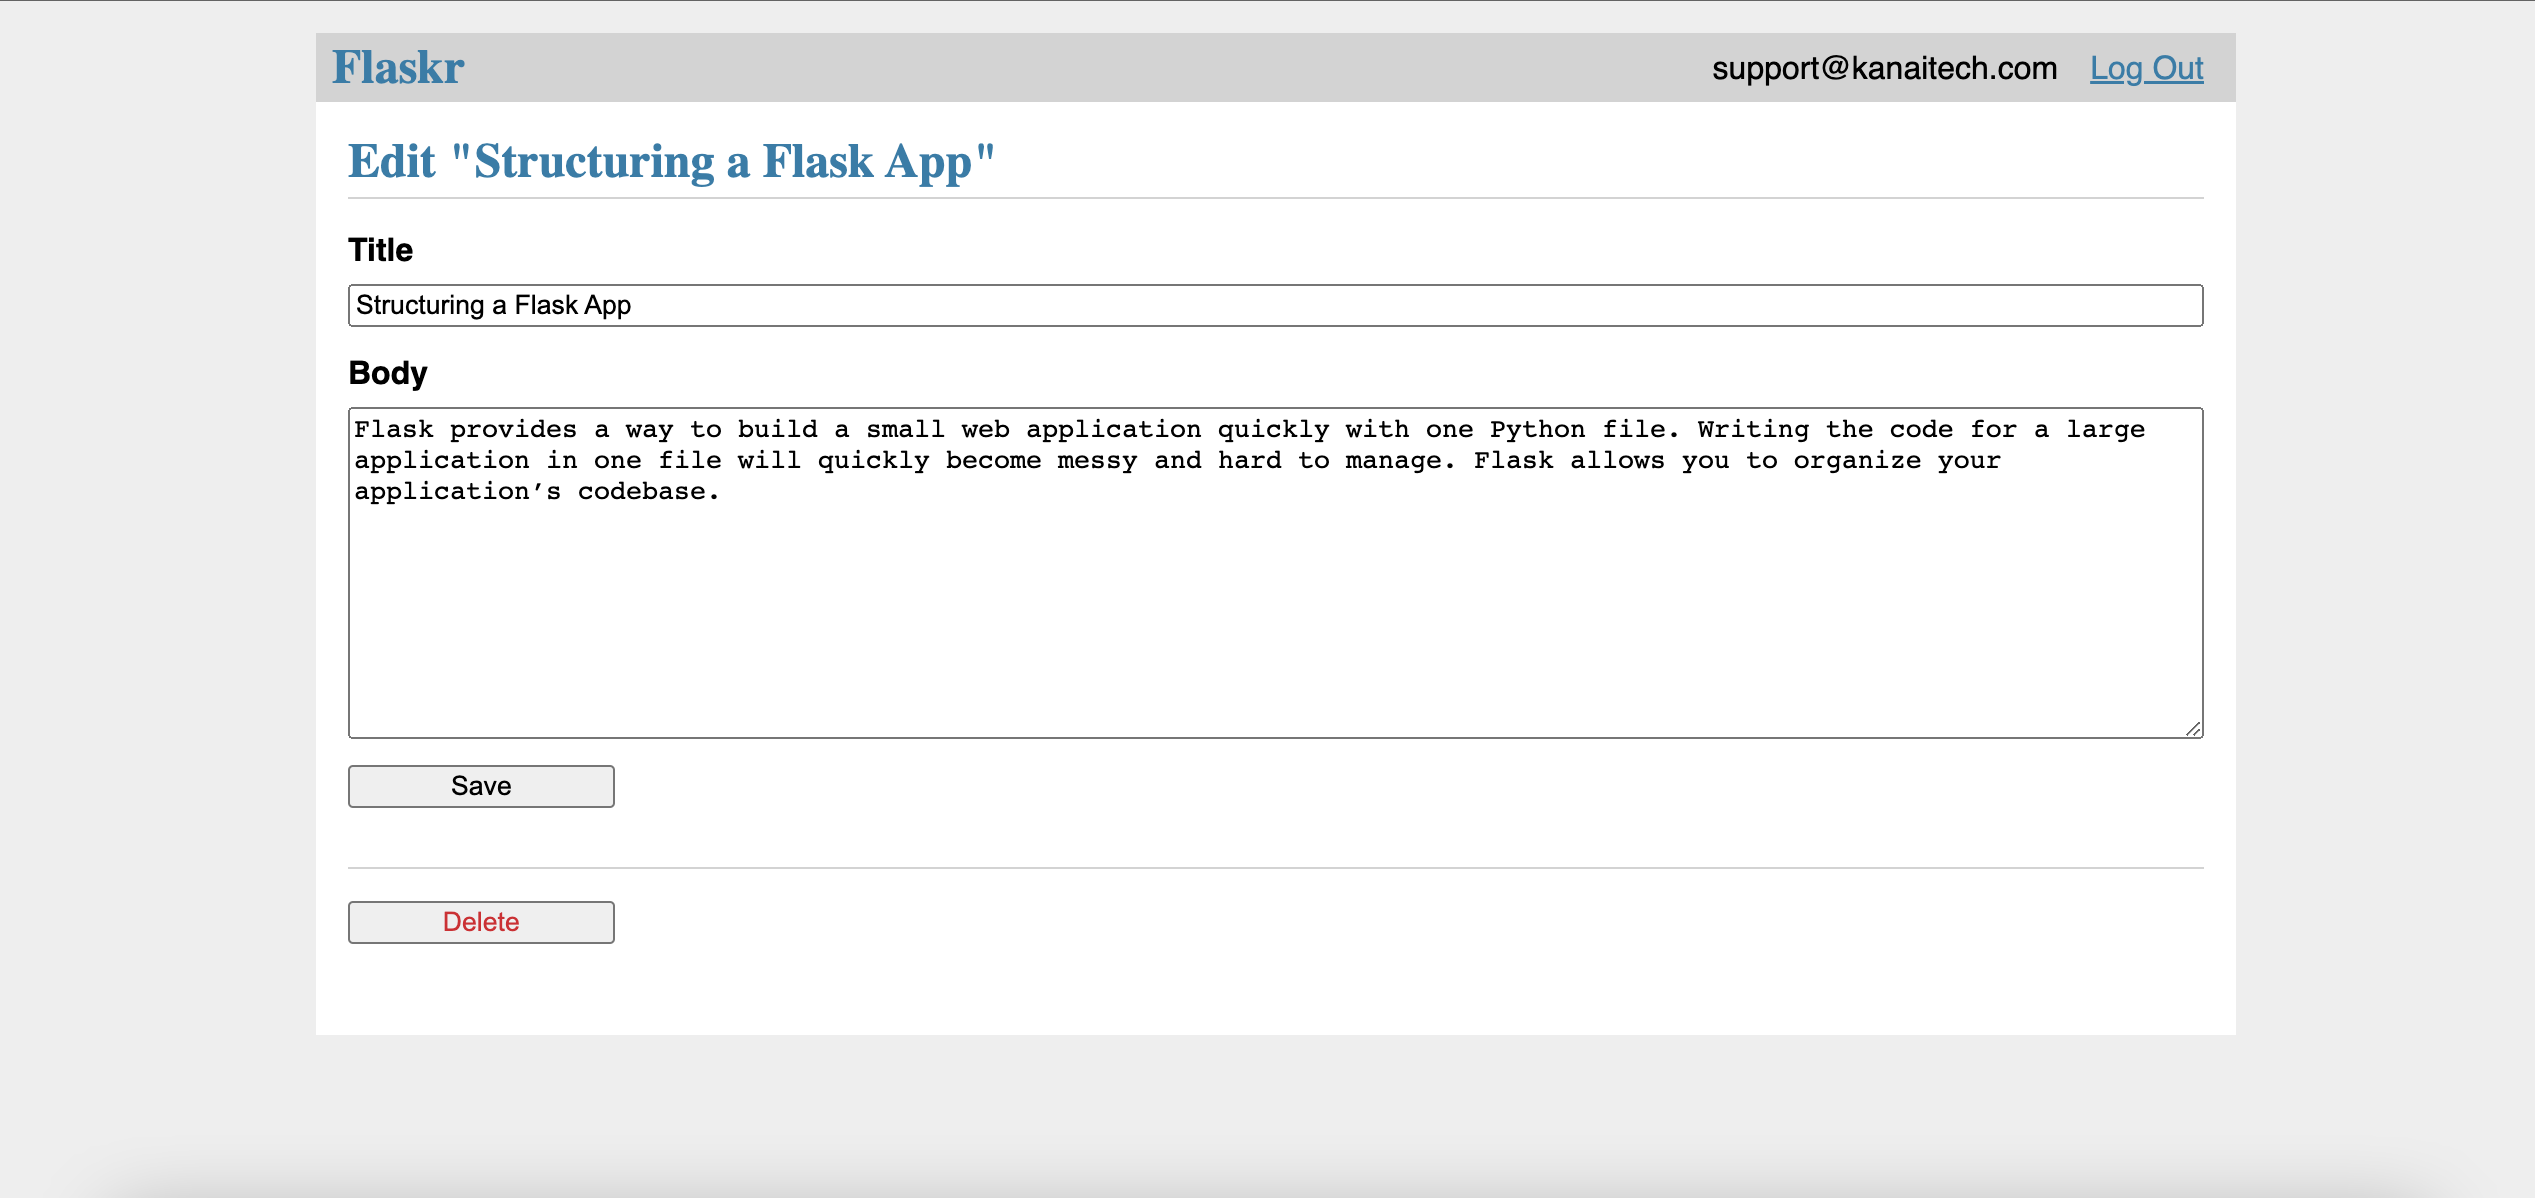 Flaskr
support@kanaitech.com Log Out
Edit "Structuring a Flask App"
Title
Structuring a Flask App
Body
Flask provides a way to build a small web application quickly with one Python file. Writing the code for a large
application in one file will quickly become messy and hard to manage. Flask allows you to organize your
application’s codebase.
Save
Delete